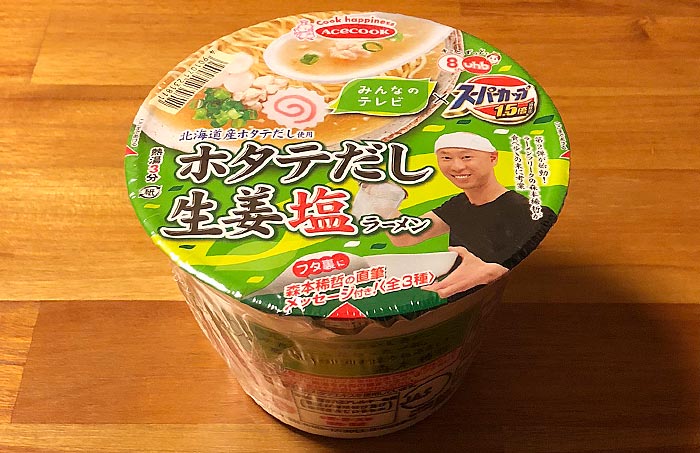 Cook happiness
Acecook
みんなの
テレビ
×
8 uhb
スーパーカップ
1.5倍
北海道産ホタテだし使用
熱湯3分
ホタテだし
生姜塩ラーメン
フタ裏に
森本稀哲の直筆
メッセージ付き!〈全3種〉
JAS